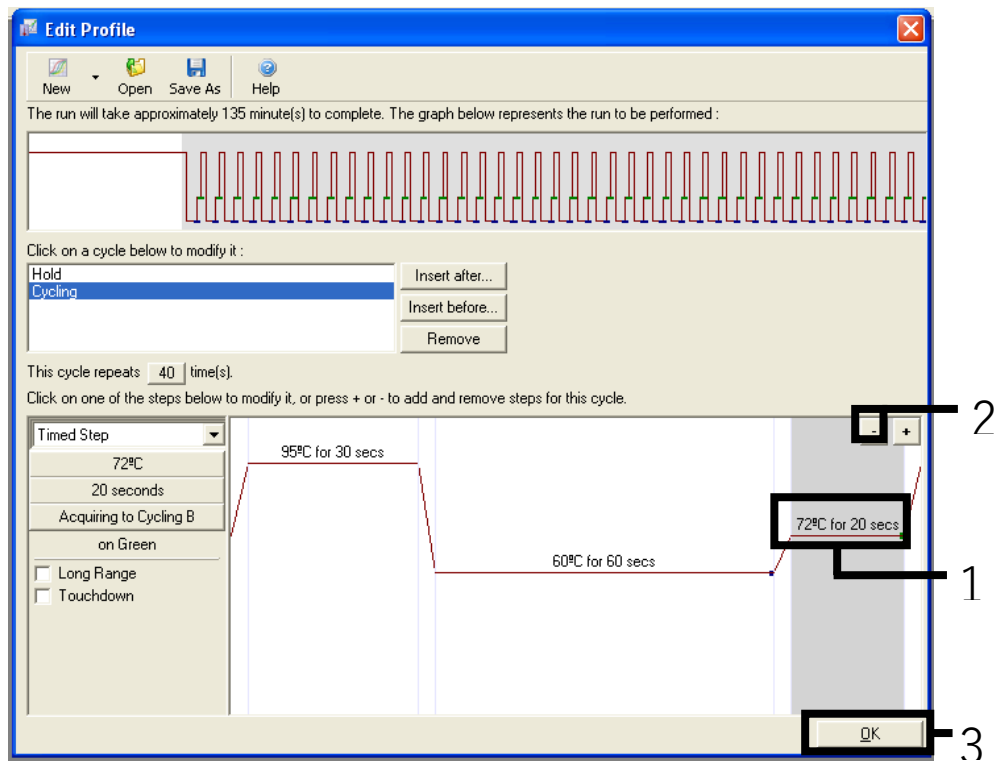 Edit Profile
New Open Save As Help
The run will take approximately 135 minute(s) to complete. The graph below represents the run to be performed :
Click on a cycle below to modify it :
Hold
Cycling
Insert after...
Insert before...
Remove
This cycle repeats 40 time(s).
Click on one of the steps below to modify it, or press + or - to add and remove steps for this cycle.
Timed Step
72ºC
20 seconds
Acquiring to Cycling B
on Green
Long Range
Touchdown
95ºC for 30 secs
60ºC for 60 secs
72ºC for 20 secs
- +
2
1
OK
3